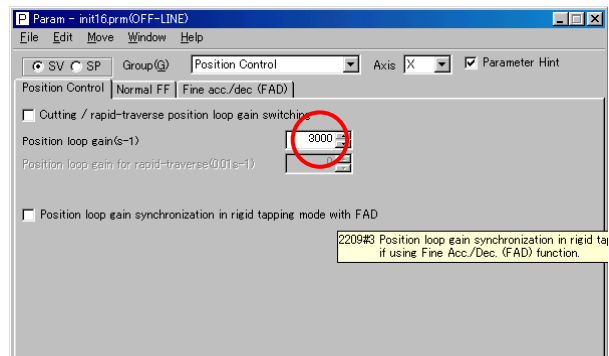 Param - init16.prm(OFF-LINE)
File Edit Move Window Help
SV SP Group(G) Position Control Axis X Parameter Hint
Position Control Normal FF Fine acc./dec (FAD)
Cutting / rapid-traverse position loop gain switching
Position loop gain(s-1) 3000
Position loop gain for rapid-traverse(0.01s-1) 0
Position loop gain synchronization in rigid tapping mode with FAD
2209#3 Position loop gain synchronization in rigid ta
if using Fine Acc./Dec. (FAD) function.